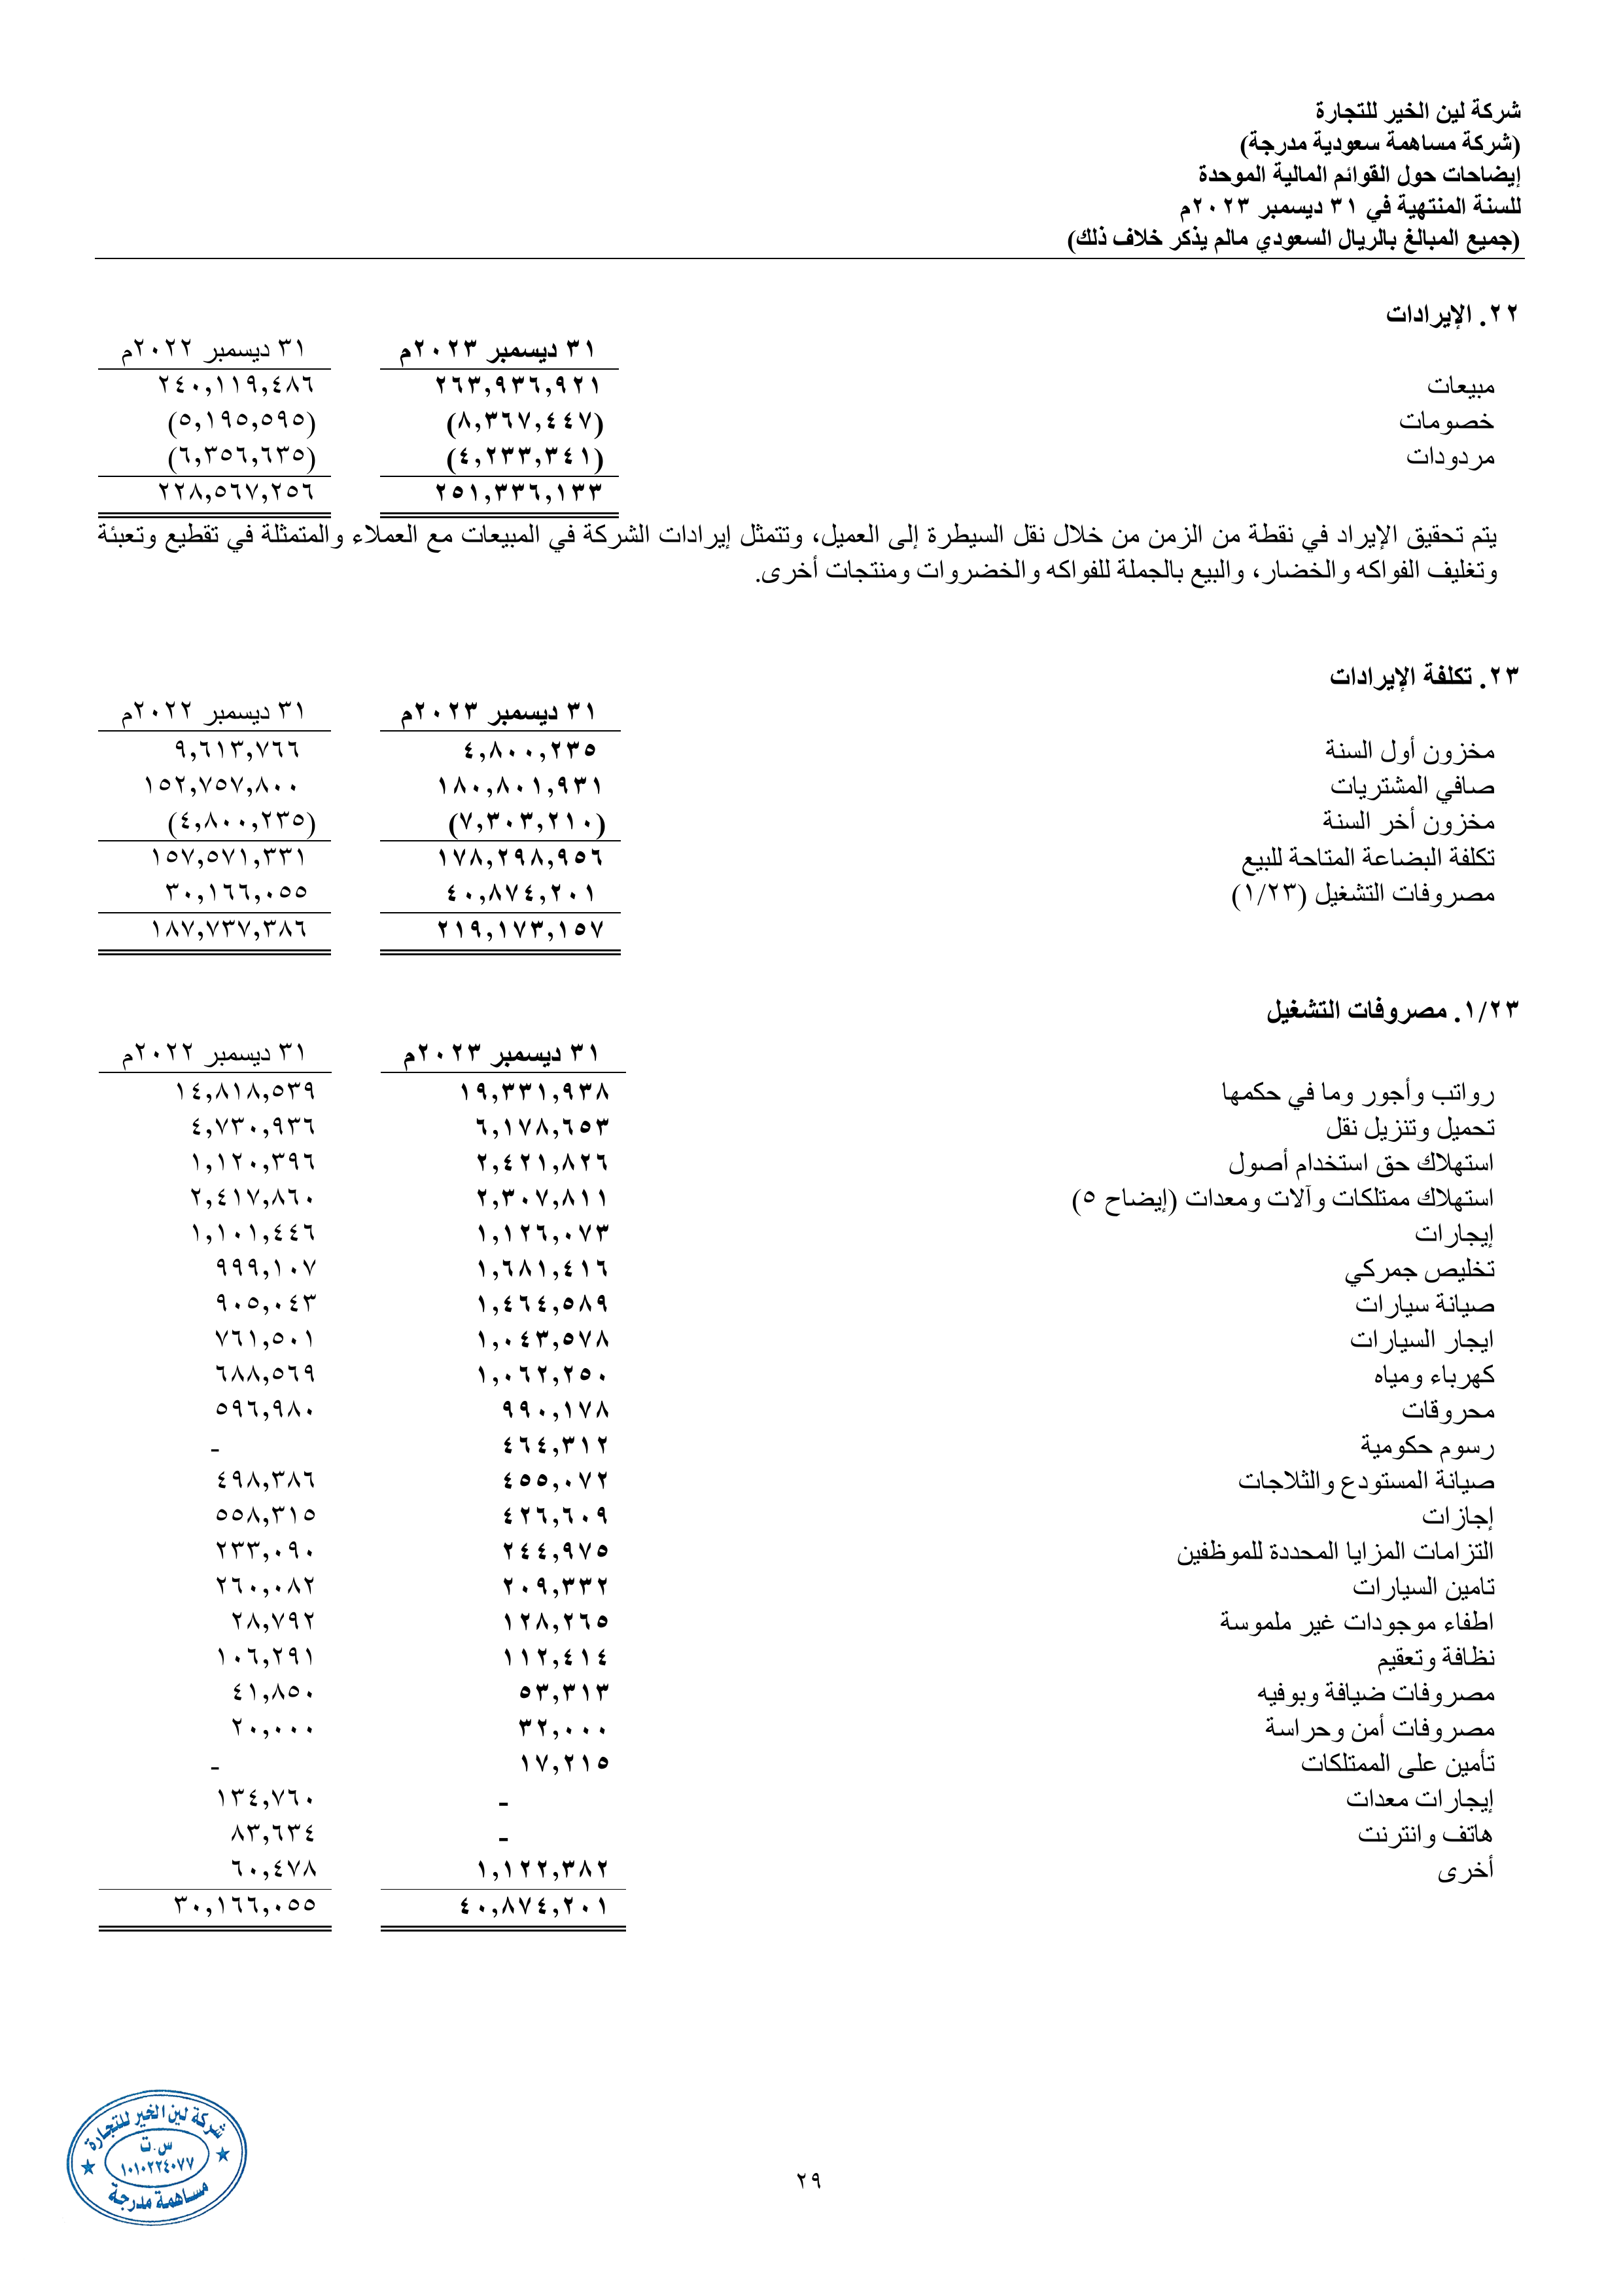 شركة لين الخير للتجارة
(شركة مساهمة سعودية مدرجة)
إيضاحات حول القوائم المالية الموحدة
للسنة المنتهية في ٣١ ديسمبر ٢٠٢٣م
(جميع المبالغ بالريال السعودي مالم يذكر خلاف ذلك)
٢٢. الإيرادات
٣١ ديسمبر ٢٠٢٣م ٣١ ديسمبر ٢٠٢٢م
مبيعات ٢٦٣,٩٣٦,٩٢١ ٢٤٠,١١٩,٤٨٦
خصومات (٨,٣٦٧,٤٤٧) (٥,١٩٥,٥٩٥)
مردودات (٤,٢٣٣,٣٤١) (٦,٣٥٦,٦٣٥)
٢٥١,٣٣٦,١٣٣ ٢٢٨,٥٦٧,٢٥٦
يتم تحقيق الإيراد في نقطة من الزمن من خلال نقل السيطرة إلى العميل، وتتمثل إيرادات الشركة في المبيعات مع العملاء والمتمثلة في تقطيع وتعبئة
وتغليف الفواكه والخضار، والبيع بالجملة للفواكه والخضروات ومنتجات أخرى.
٢٣. تكلفة الإيرادات
٣١ ديسمبر ٢٠٢٣م ٣١ ديسمبر ٢٠٢٢م
مخزون أول السنة ٤,٨٠٠,٢٣٥ ٩,٦١٣,٧٦٦
صافي المشتريات ١٨٠,٨٠١,٩٣١ ١٥٢,٧٥٧,٨٠٠
مخزون أخر السنة (٧,٣٠٣,٢١٠) (٤,٨٠٠,٢٣٥)
تكلفة البضاعة المتاحة للبيع ١٧٨,٢٩٨,٩٥٦ ١٥٧,٥٧١,٣٣١
مصروفات التشغيل (١/٢٣) ٤٠,٨٧٤,٢٠١ ٣٠,١٦٦,٠٥٥
٢١٩,١٧٣,١٥٧ ١٨٧,٧٣٧,٣٨٦
١/٢٣. مصروفات التشغيل
٣١ ديسمبر ٢٠٢٣م ٣١ ديسمبر ٢٠٢٢م
رواتب وأجور وما في حكمها ١٩,٣٣١,٩٣٨ ١٤,٨١٨,٥٣٩
تحميل وتنزيل نقل ٦,١٧٨,٦٥٣ ٤,٧٣٠,٩٣٦
استهلاك حق استخدام أصول ٢,٤٢١,٨٢٦ ١,١٢٠,٣٩٦
استهلاك ممتلكات وآلات ومعدات (إيضاح ٥) ٢,٣٠٧,٨١١ ٢,٤١٧,٨٦٠
إيجارات ١,١٢٦,٠٧٣ ١,١٠١,٤٤٦
تخليص جمركي ١,٦٨١,٤١٦ ٩٩٩,١٠٧
صيانة سيارات ١,٤٦٤,٥٨٩ ٩٠٥,٠٤٣
ايجار السيارات ١,٠٤٣,٥٧٨ ٧٦١,٥٠١
كهرباء ومياه ١,٠٦٢,٢٥٠ ٦٨٨,٥٦٩
محروقات ٩٩٠,١٧٨ ٥٩٦,٩٨٠
رسوم حكومية ٤٦٤,٣١٢ -
صيانة المستودع والثلاجات ٤٥٥,٠٧٢ ٤٩٨,٣٨٦
إجازات ٤٢٦,٦٠٩ ٥٥٨,٣١٥
التزامات المزايا المحددة للموظفين ٢٤٤,٩٧٥ ٢٣٣,٠٩٠
تامين السيارات ٢٠٩,٣٣٢ ٢٦٠,٠٨٢
اطفاء موجودات غير ملموسة ١٢٨,٢٦٥ ٢٨,٧٩٢
نظافة وتعقيم ١١٢,٤١٤ ١٠٦,٢٩١
مصروفات ضيافة وبوفيه ٥٣,٣١٣ ٤١,٨٥٠
مصروفات أمن وحراسة ٣٢,٠٠٠ ٢٠,٠٠٠
تأمين على الممتلكات ١٧,٢١٥ -
إيجارات معدات - ١٣٤,٧٦٠
هاتف وانترنت - ٨٣,٦٣٤
أخرى ١,١٢٢,٣٨٢ ٦٠,٤٧٨
٤٠,٨٧٤,٢٠١ ٣٠,١٦٦,٠٥٥
شركة لين الخير للتجارة
س.ت
١٠١٠٢٢٤٠٧٧
مساهمة مدرجة
٢٩